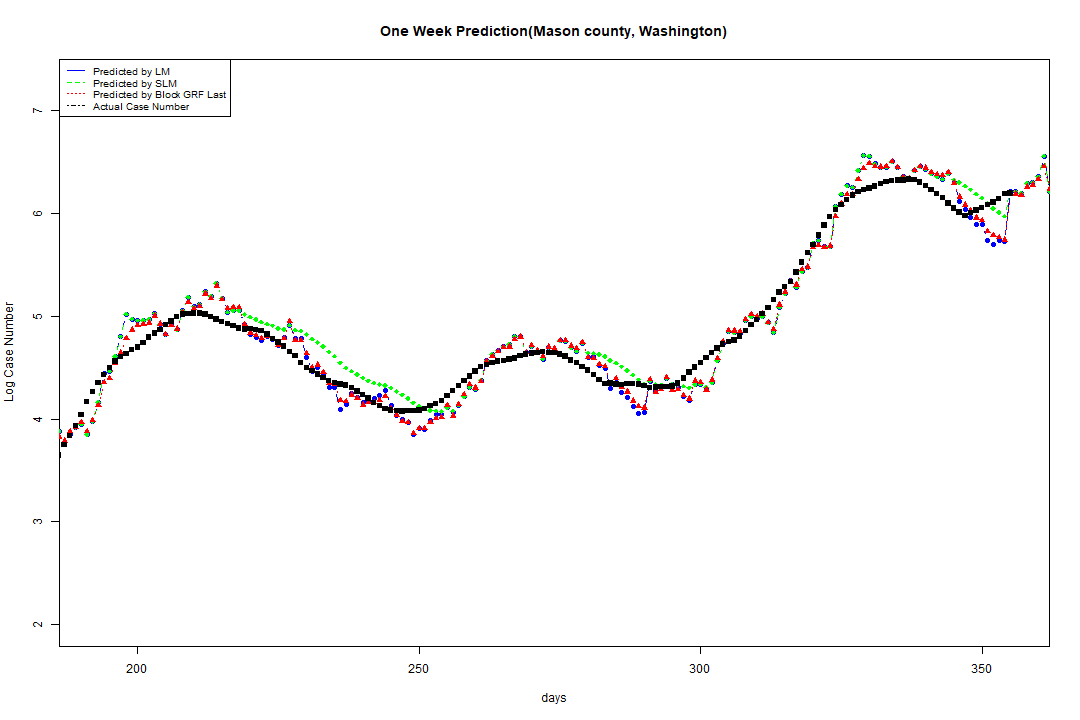 One Week Prediction(Mason county, Washington)
Predicted by LM
Predicted by SLM
Predicted by Block GRF Last
Actual Case Number
7
6
5
4
3
2
Log Case Number
200 250 300 350
days